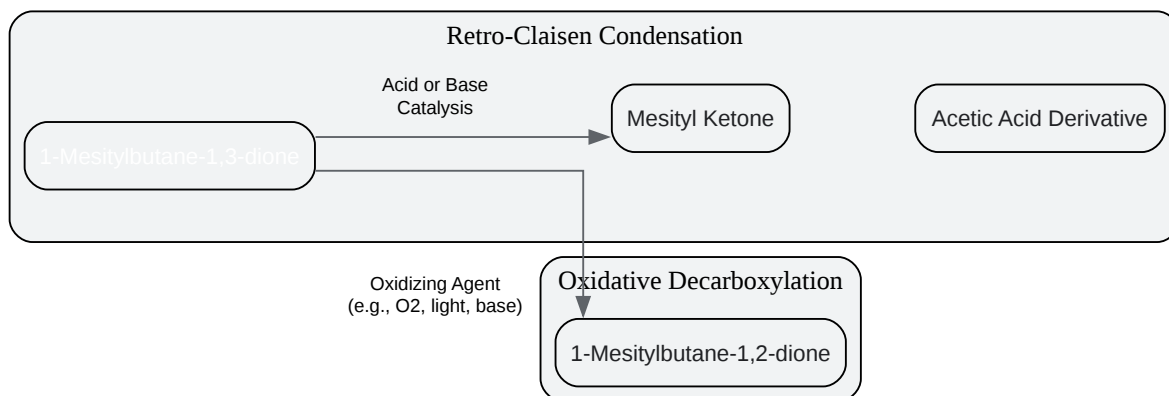 Retro-Claisen Condensation
Acid or Base
Catalysis
1-Mesitylbutane-1,3-dione
Mesityl Ketone
Acetic Acid Derivative
Oxidizing Agent
(e.g., O2, light, base)
Oxidative Decarboxylation
1-Mesitylbutane-1,2-dione